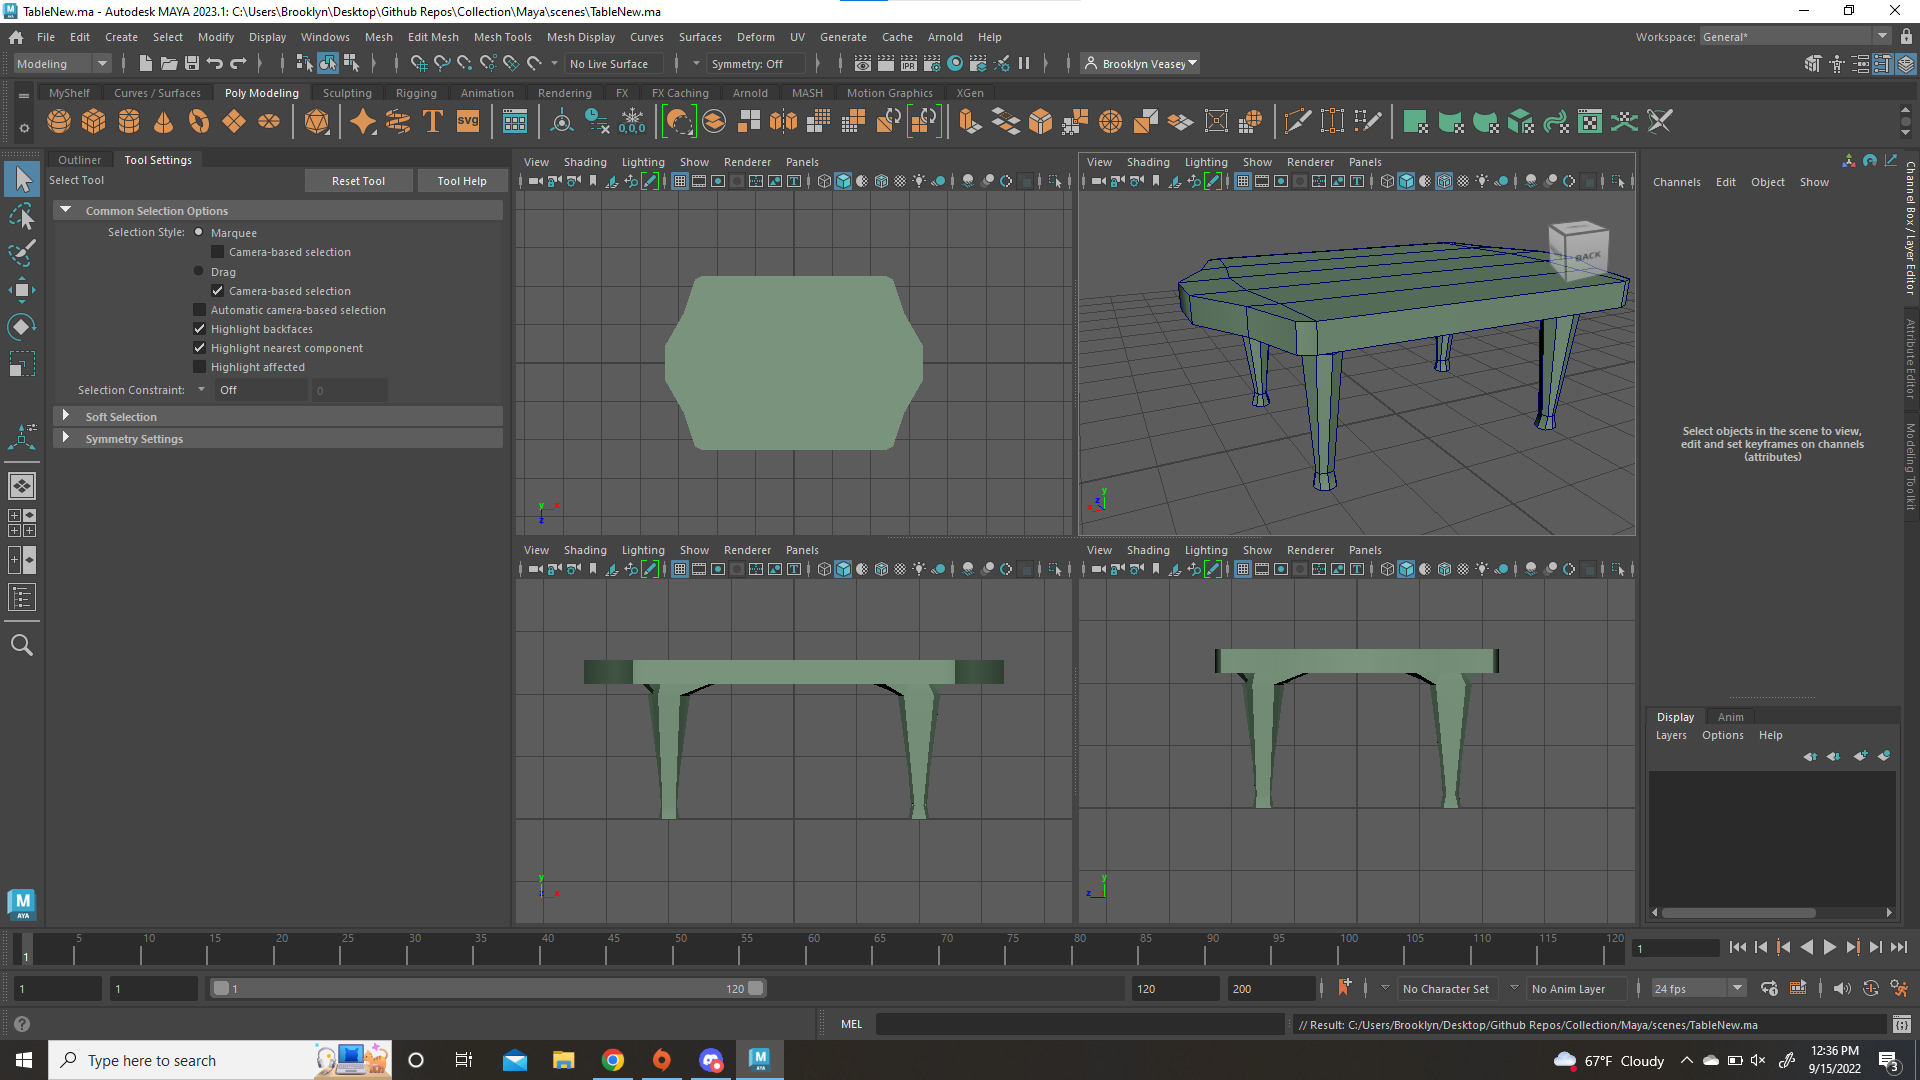 TableNew.ma - Autodesk MAYA 2023.1: C:\Users\Brooklyn\Desktop\Github Repos\Collection\Maya\scenes\TableNew.ma
File Edit Create Select Modify Display Windows Mesh Edit Mesh Mesh Tools Mesh Display Curves Surfaces Deform UV Generate Cache Arnold Help
Workspace: General*
Modeling
No Live Surface
Symmetry: Off
IPR
Brooklyn Veasey
MyShelf Curves / Surfaces Poly Modeling Sculpting Rigging Animation Rendering FX FX Caching Arnold MASH Motion Graphics XGen
SVG
0,0,0
Outliner Tool Settings
Select Tool
Reset Tool
Tool Help
Common Selection Options
Selection Style: Marquee
Camera-based selection
Drag
Camera-based selection
Automatic camera-based selection
Highlight backfaces
Highlight nearest component
Highlight affected
Selection Constraint: Off 0
Soft Selection
Symmetry Settings
View Shading Lighting Show Renderer Panels
y x z
View Shading Lighting Show Renderer Panels
BACK
y z x
View Shading Lighting Show Renderer Panels
y z x
View Shading Lighting Show Renderer Panels
y z
Channels Edit Object Show
Select objects in the scene to view,
edit and set keyframes on channels
(attributes)
Channel Box / Layer Editor
Attribute Editor
Modeling Toolkit
Display Anim
Layers Options Help
M
AYA
1 5 10 15 20 25 30 35 40 45 50 55 60 65 70 75 80 85 90 95 100 105 110 115 120
1
1 1 1 120 120 200
No Character Set
No Anim Layer
24 fps
MEL
// Result: C:/Users/Brooklyn/Desktop/Github Repos/Collection/Maya/scenes/TableNew.ma
Type here to search
67°F Cloudy
12:36 PM
9/15/2022
3